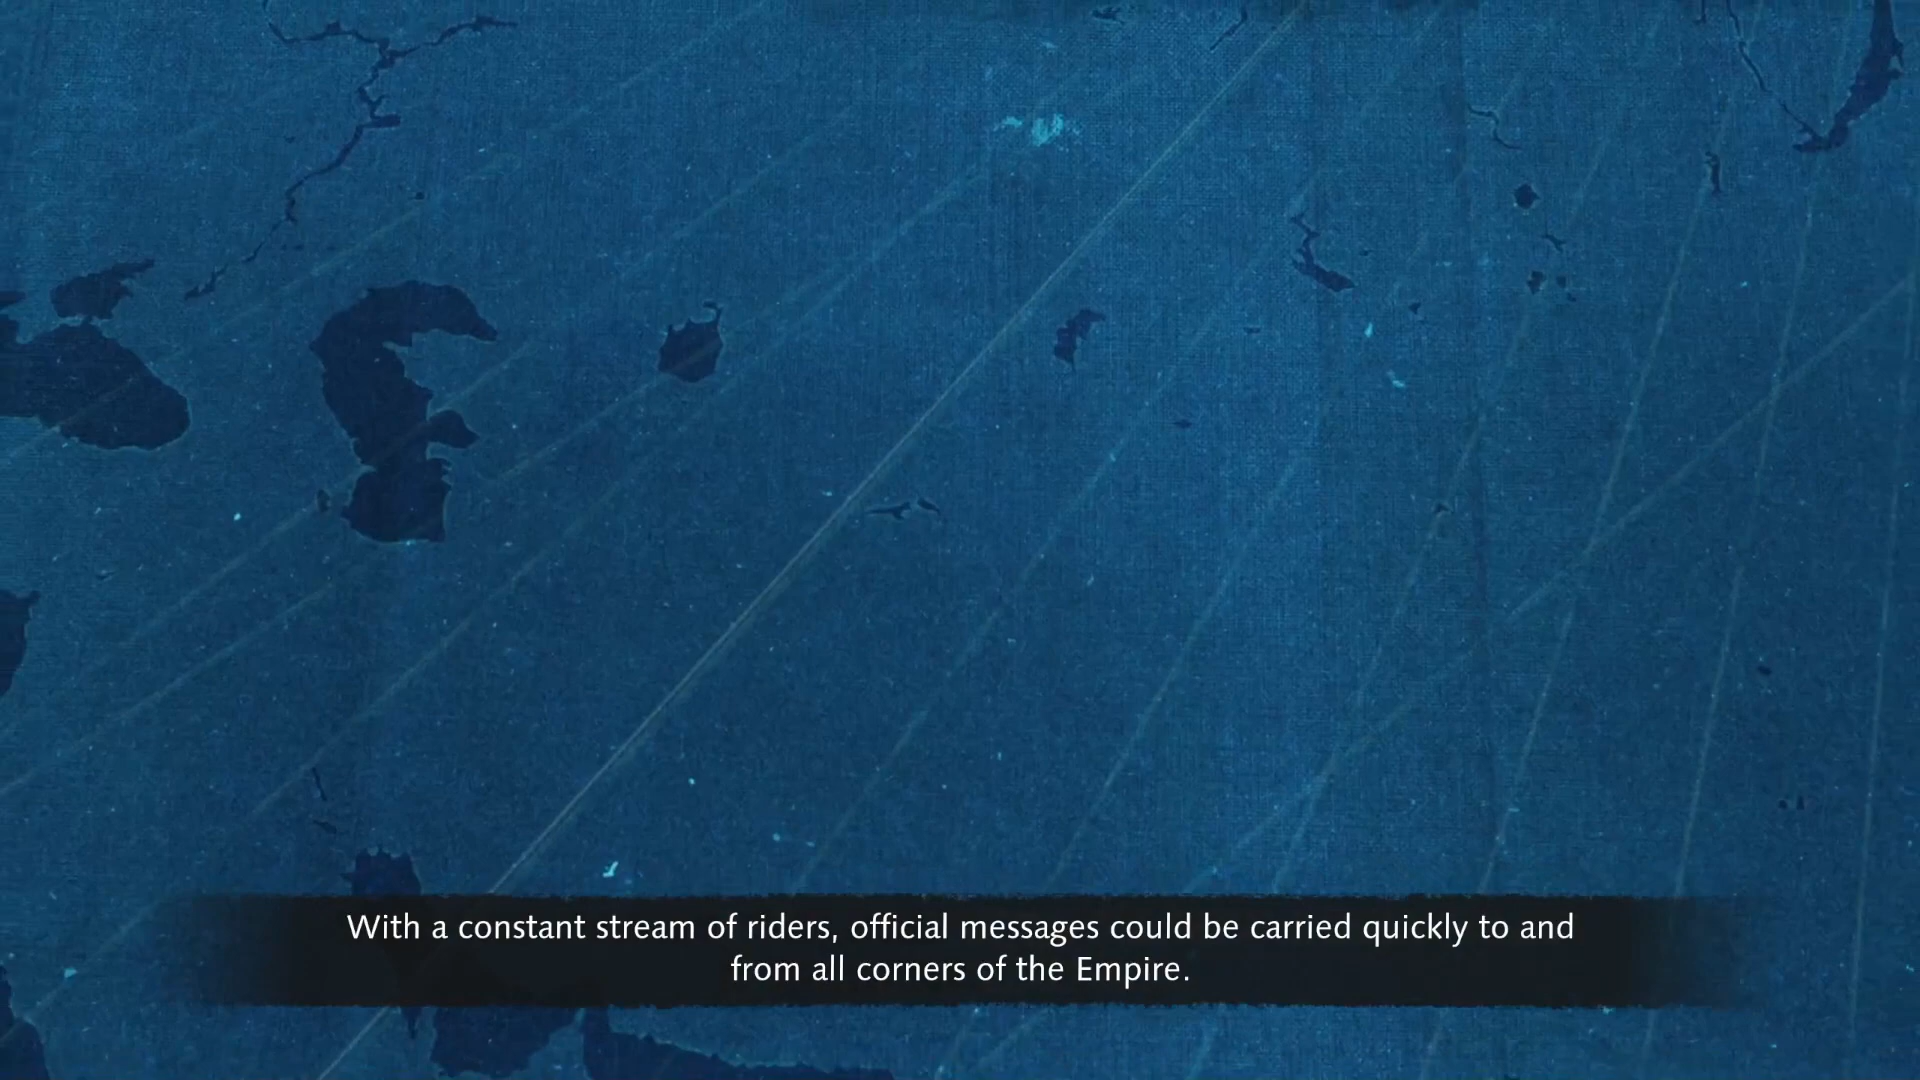 With a constant stream of riders, official messages could be carried quickly to and
from all corners of the Empire.